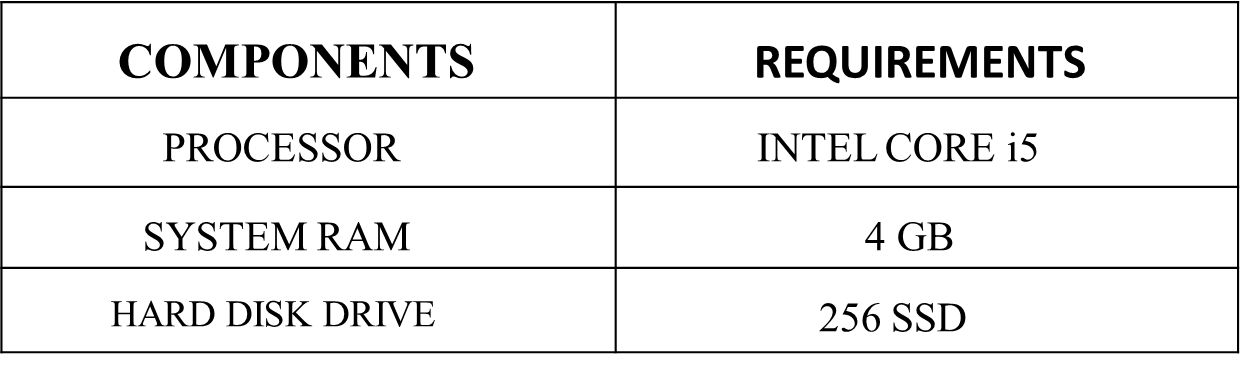 COMPONENTS REQUIREMENTS
PROCESSOR INTEL CORE i5
SYSTEM RAM 4 GB
HARD DISK DRIVE 256 SSD